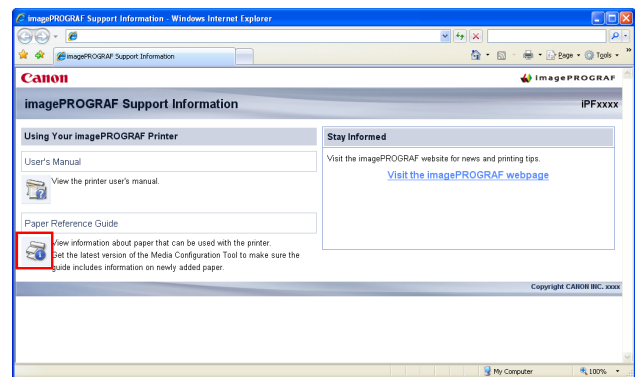 imagePROGRAF Support Information - Windows Internet Explorer
imagePROGRAF Support Information
Page
Tools
Canon
imagePROGRAF
imagePROGRAF Support Information
iPFxxxx
Using Your imagePROGRAF Printer
User's Manual
View the printer user's manual.
Paper Reference Guide
View information about paper that can be used with the printer.
Get the latest version of the Media Configuration Tool to make sure the
guide includes information on newly added paper.
Stay Informed
Visit the imagePROGRAF website for news and printing tips.
Visit the imagePROGRAF webpage
Copyright CANON INC. xxxx
My Computer
100%